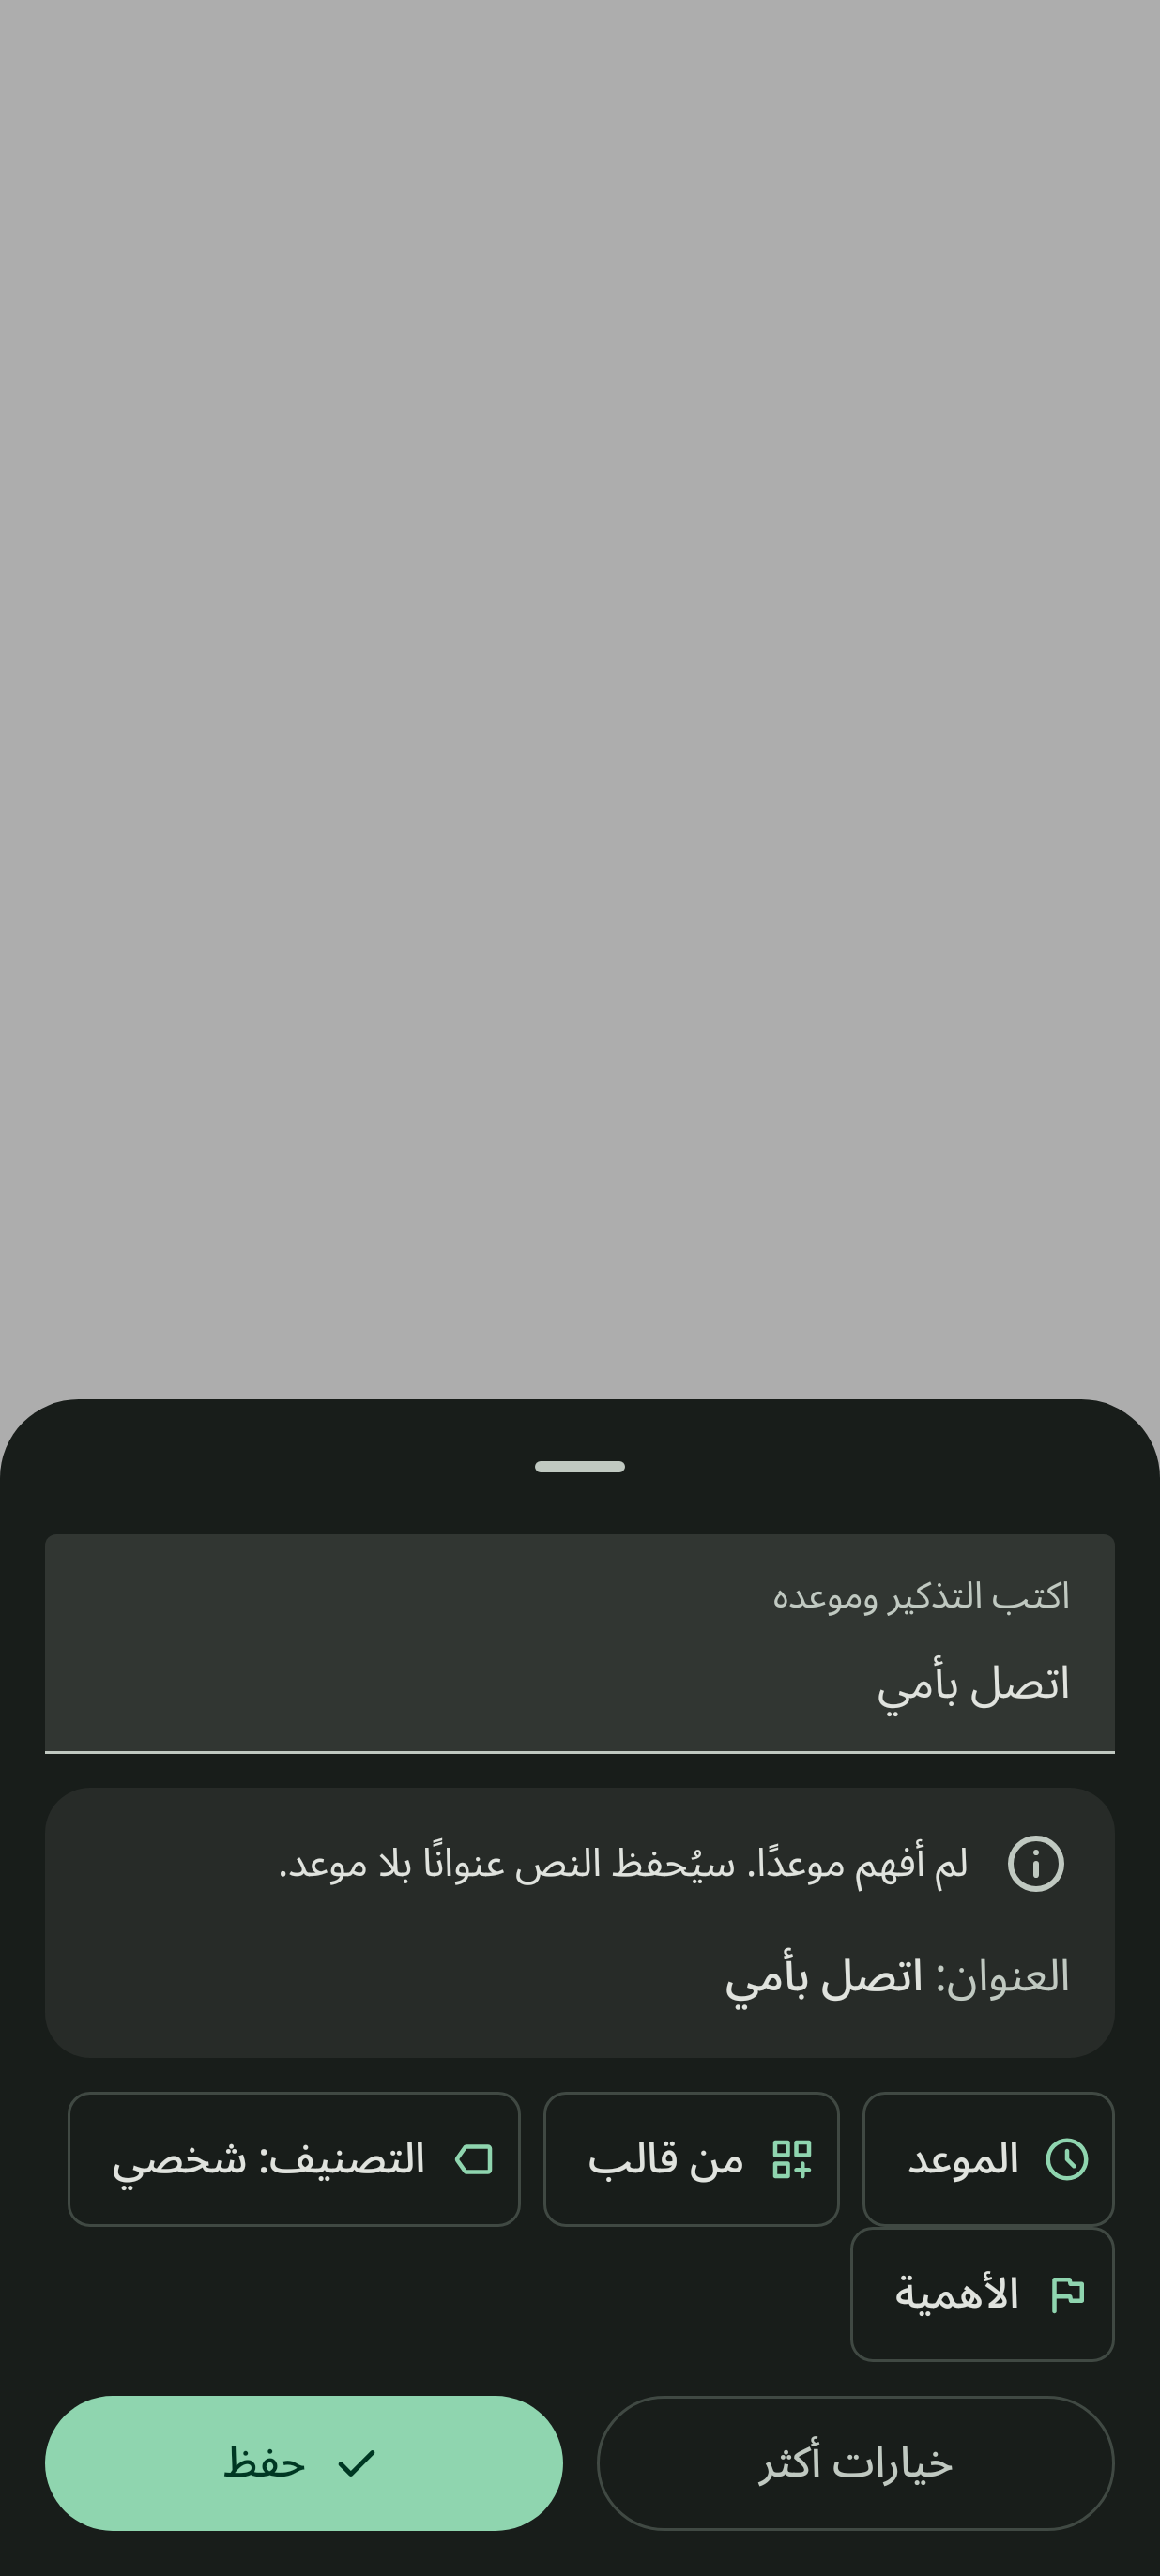 اكتب التذكير وموعده
اتصل بأمي
لم أفهم موعدًا. سيُحفظ النص عنوانًا بلا موعد.
العنوان: اتصل بأمي
الموعد
من قالب
التصنيف: شخصي
الأهمية
خيارات أكثر
حفظ